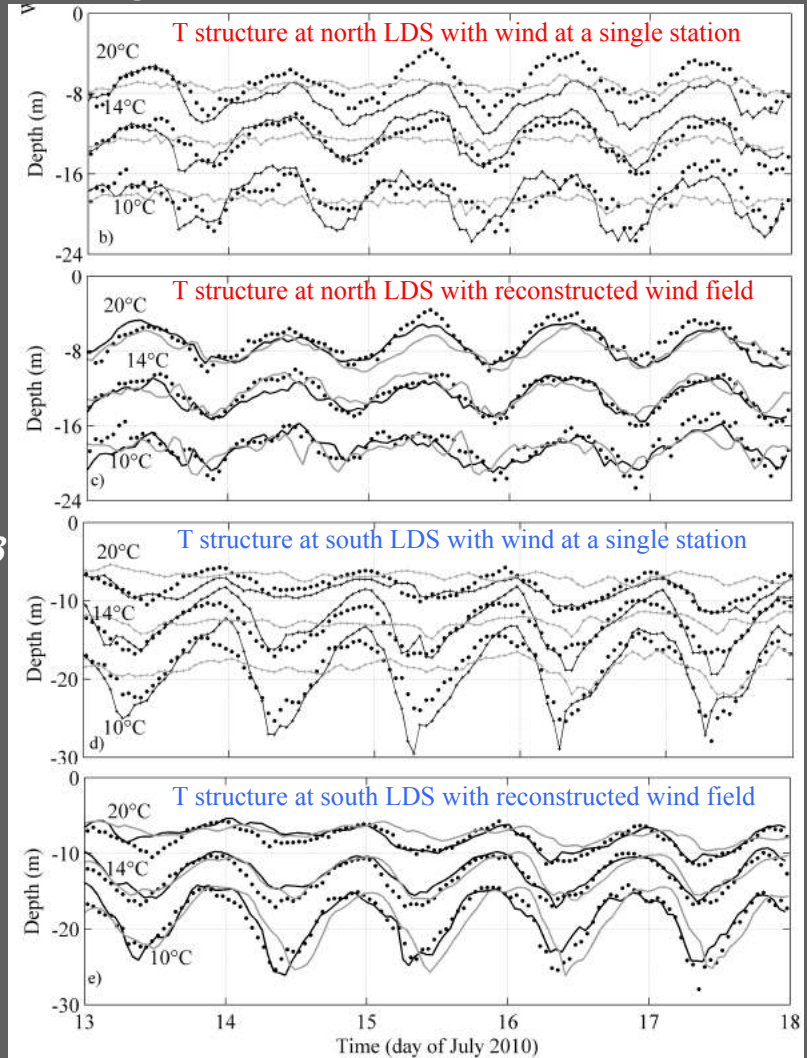 0
T structure at north LDS with wind at a single station
20°C
-8
14°C
Depth (m)
-16
10°C
b)
-24
0
T structure at north LDS with reconstructed wind field
20°C
-8
14°C
Depth (m)
-16
10°C
c)
-24
3
0
T structure at south LDS with wind at a single station
20°C
-10
14°C
Depth (m)
-20
10°C
d)
-30
0
T structure at south LDS with reconstructed wind field
20°C
-10
14°C
Depth (m)
-20
10°C
e)
-30
13 14 15 16 17 18
Time (day of July 2010)